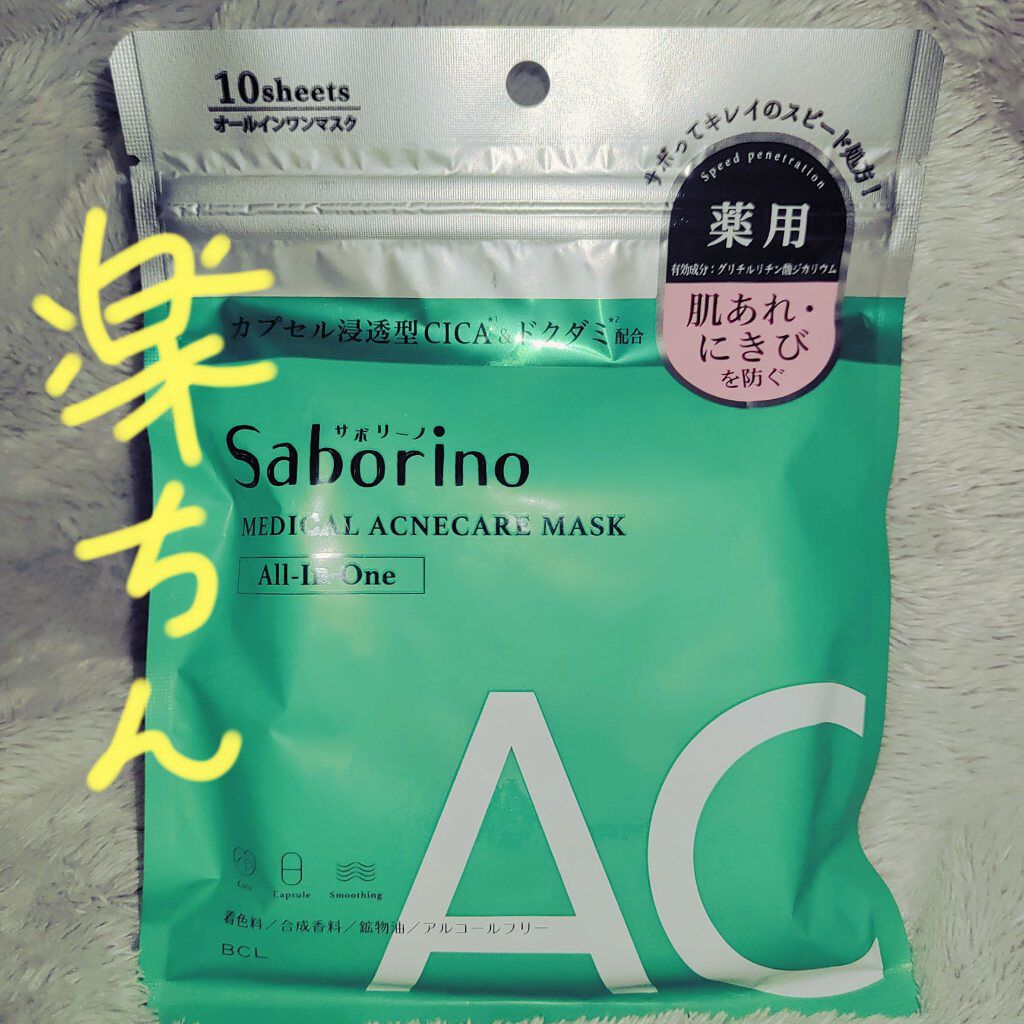 10sheets
オールインワンマスク
サボってキレイのスピード処方!
Speed penetration
薬用
有効成分:グリチルリチン酸ジカリウム
肌あれ・
にきび
を防ぐ
カプセル浸透型CICA*1&ドクダミ*2配合
サボリーノ
Saborino
MEDICAL ACNECARE MASK
All-In-One
楽ちん
AC
Cica
Capsule
Smoothing
着色料/合成香料/鉱物油/アルコールフリー
BCL